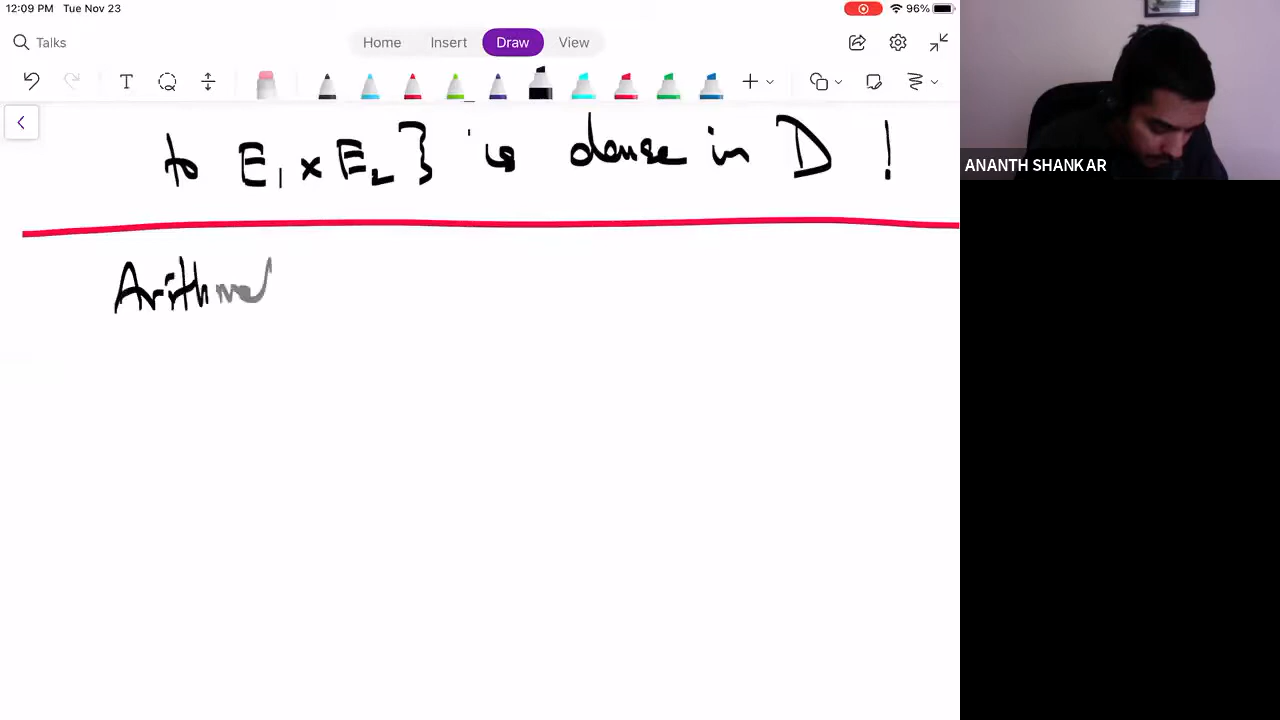 12:09 PM Tue Nov 23
96%
Talks
Home Insert Draw View
T
to E₁ × E₂ } is dense in D !
ANANTH SHANKAR
Arithme